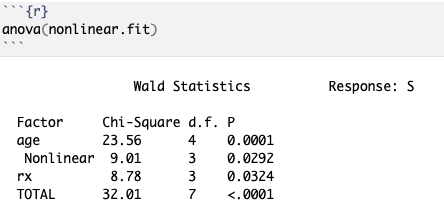 ```{r}
anova(nonlinear.fit)
```
Wald Statistics Response: S
Factor Chi-Square d.f. P
age 23.56 4 0.0001
Nonlinear 9.01 3 0.0292
rx 8.78 3 0.0324
TOTAL 32.01 7 <.0001